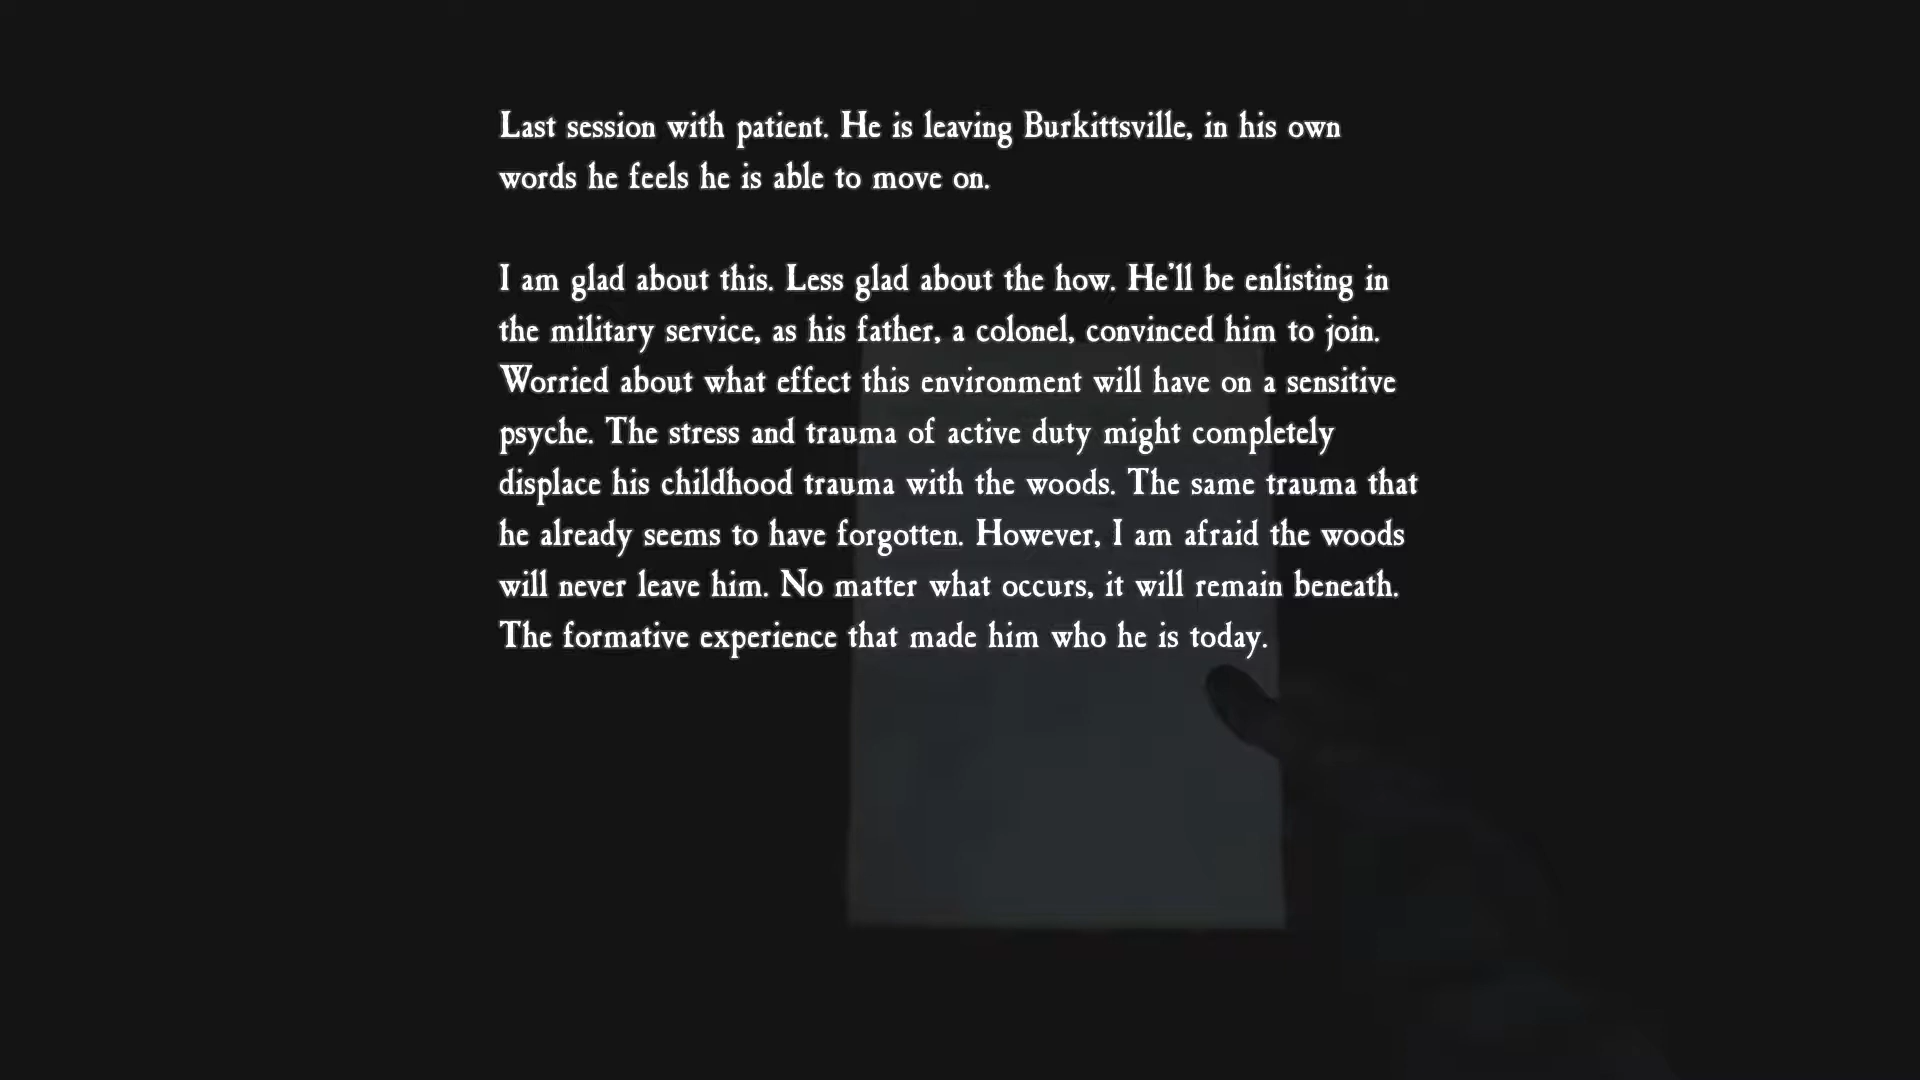 Last session with patient. He is leaving Burkittsville, in his own
words he feels he is able to move on.
I am glad about this. Less glad about the how. He'll be enlisting in
the military service, as his father, a colonel, convinced him to join.
Worried about what effect this environment will have on a sensitive
psyche. The stress and trauma of active duty might completely
displace his childhood trauma with the woods. The same trauma that
he already seems to have forgotten. However, I am afraid the woods
will never leave him. No matter what occurs, it will remain beneath.
The formative experience that made him who he is today.